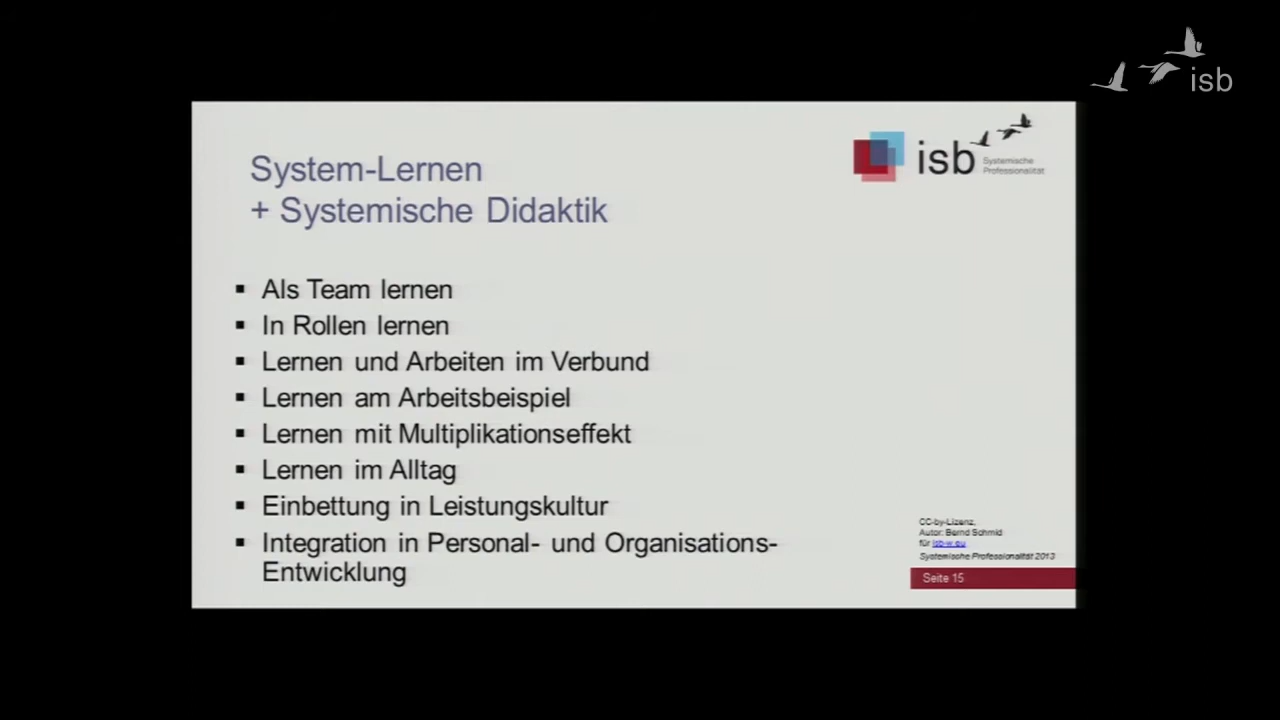 isb
isb
Systemische
Professionalität
System-Lernen
+ Systemische Didaktik
▪ Als Team lernen
▪ In Rollen lernen
▪ Lernen und Arbeiten im Verbund
▪ Lernen am Arbeitsbeispiel
▪ Lernen mit Multiplikationseffekt
▪ Lernen im Alltag
▪ Einbettung in Leistungskultur
▪ Integration in Personal- und Organisations-
Entwicklung
CC-by-Lizenz,
Autor: Bernd Schmid
für isb-w.eu
Systemische Professionalität 2013
Seite 15